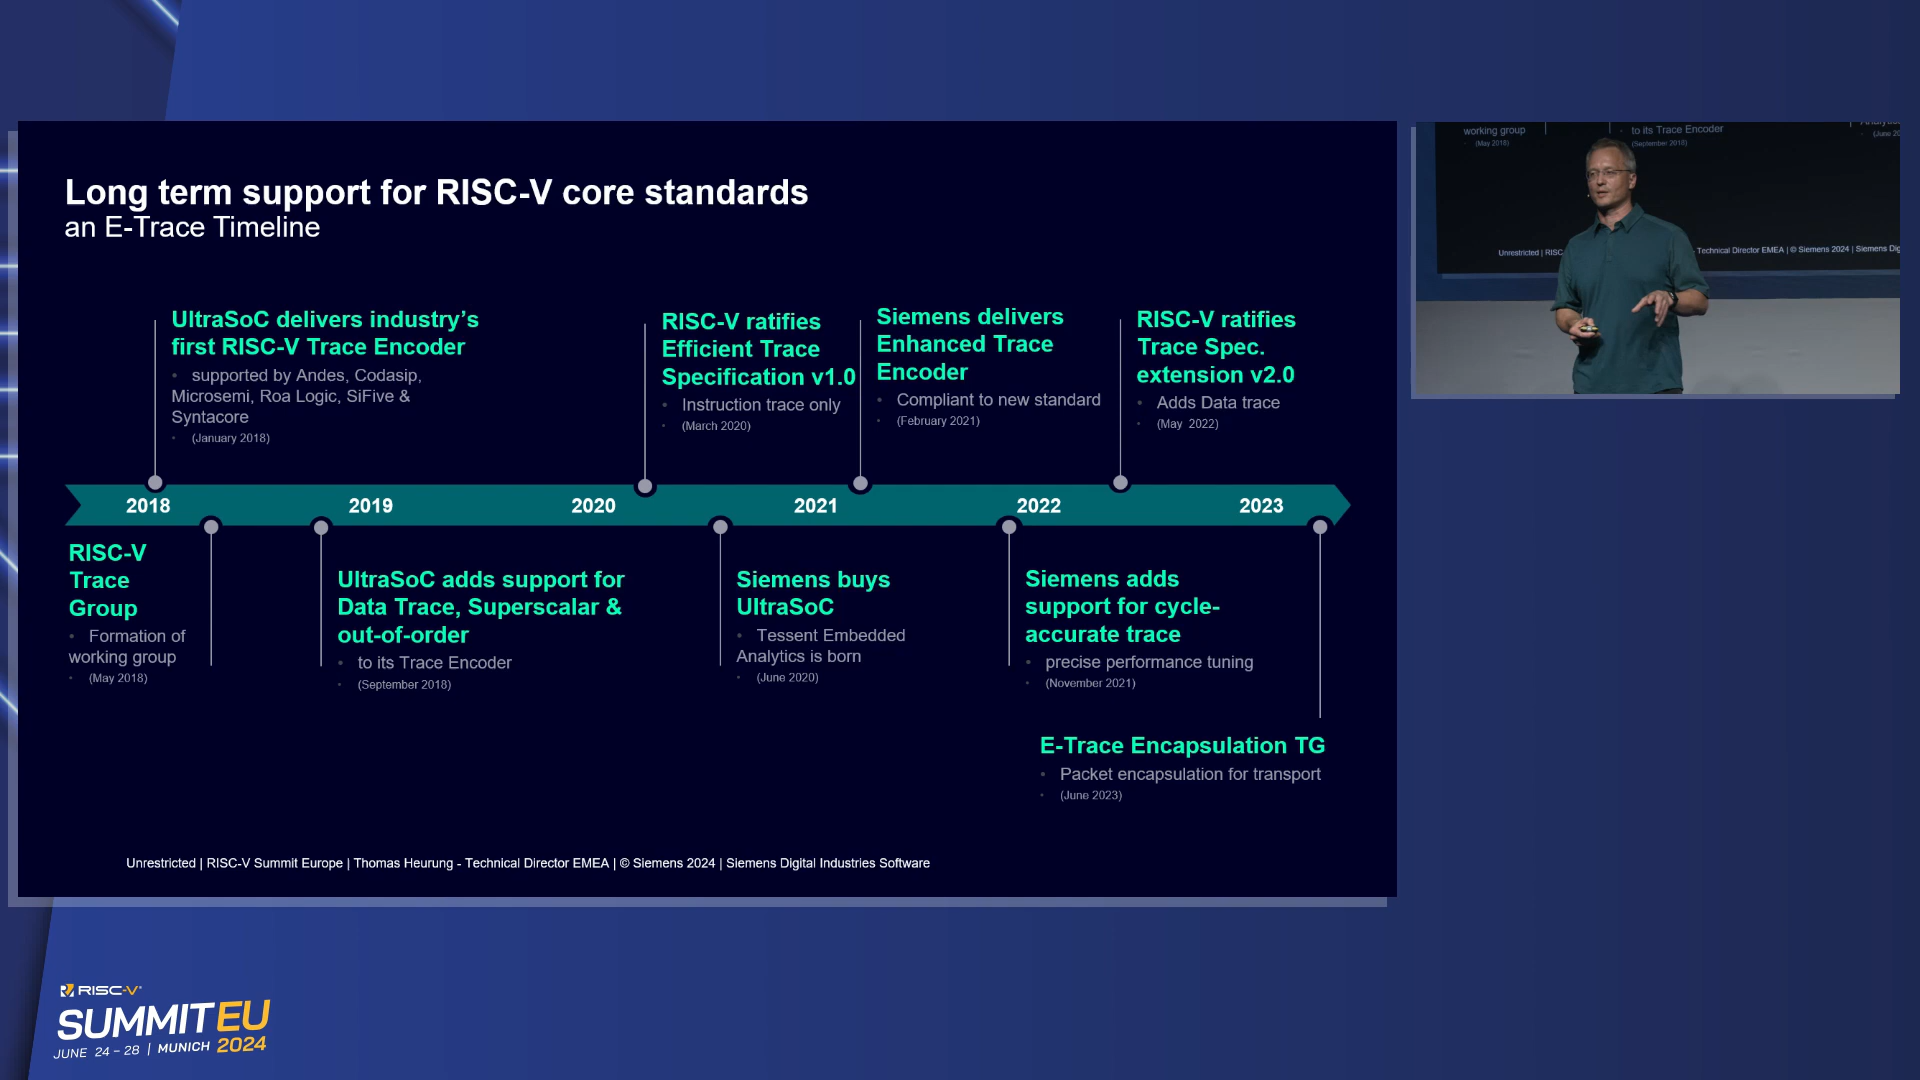 Long term support for RISC-V core standards
an E-Trace Timeline
UltraSoC delivers industry's
first RISC-V Trace Encoder
• supported by Andes, Codasip,
Microsemi, Roa Logic, SiFive &
Syntacore
• (January 2018)
RISC-V ratifies
Efficient Trace
Specification v1.0
• Instruction trace only
• (March 2020)
Siemens delivers
Enhanced Trace
Encoder
• Compliant to new standard
• (February 2021)
RISC-V ratifies
Trace Spec.
extension v2.0
• Adds Data trace
• (May 2022)
2018 2019 2020 2021 2022 2023
RISC-V
Trace
Group
• Formation of
working group
• (May 2018)
UltraSoC adds support for
Data Trace, Superscalar &
out-of-order
• to its Trace Encoder
• (September 2018)
Siemens buys
UltraSoC
• Tessent Embedded
Analytics is born
• (June 2020)
Siemens adds
support for cycle-
accurate trace
• precise performance tuning
• (November 2021)
E-Trace Encapsulation TG
• Packet encapsulation for transport
• (June 2023)
Unrestricted | RISC-V Summit Europe | Thomas Heurung - Technical Director EMEA | © Siemens 2024 | Siemens Digital Industries Software
working group
• (May 2018)
• to its Trace Encoder
• (September 2018)
Unrestricted | RISC
Technical Director EMEA | © Siemens 2024 | Siemens Dig
RISC-V®
SUMMIT EU
JUNE 24 – 28 | MUNICH 2024